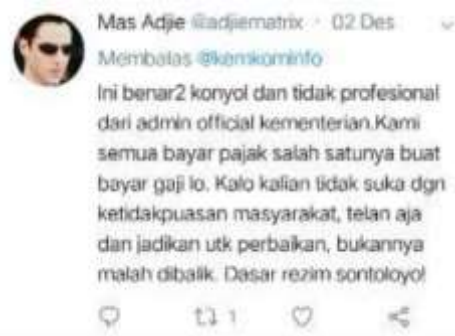 Mas Adjie @adjiematrix · 02 Des
Membalas @kemkominfo
Ini benar2 konyol dan tidak profesional
dari admin official kementerian.Kami
semua bayar pajak salah satunya buat
bayar gaji lo. Kalo kalian tidak suka dgn
ketidakpuasan masyarakat, telan aja
dan jadikan utk perbaikan, bukannya
malah dibalik. Dasar rezim sontoloyo!
1